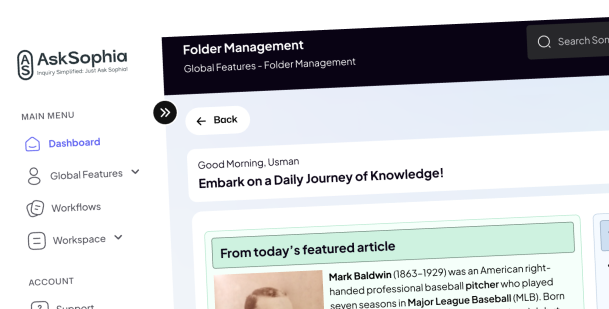 AskSophia
Inquiry Simplified: Just Ask Sophia!
MAIN MENU
Dashboard
Global Features
Workflows
Workspace
ACCOUNT
Support
Folder Management
Global Features - Folder Management
Search Som
Back
Good Morning, Usman
Embark on a Daily Journey of Knowledge!
From today's featured article
Mark Baldwin (1863–1929) was an American right-
handed professional baseball pitcher who played
seven seasons in Major League Baseball (MLB). Born